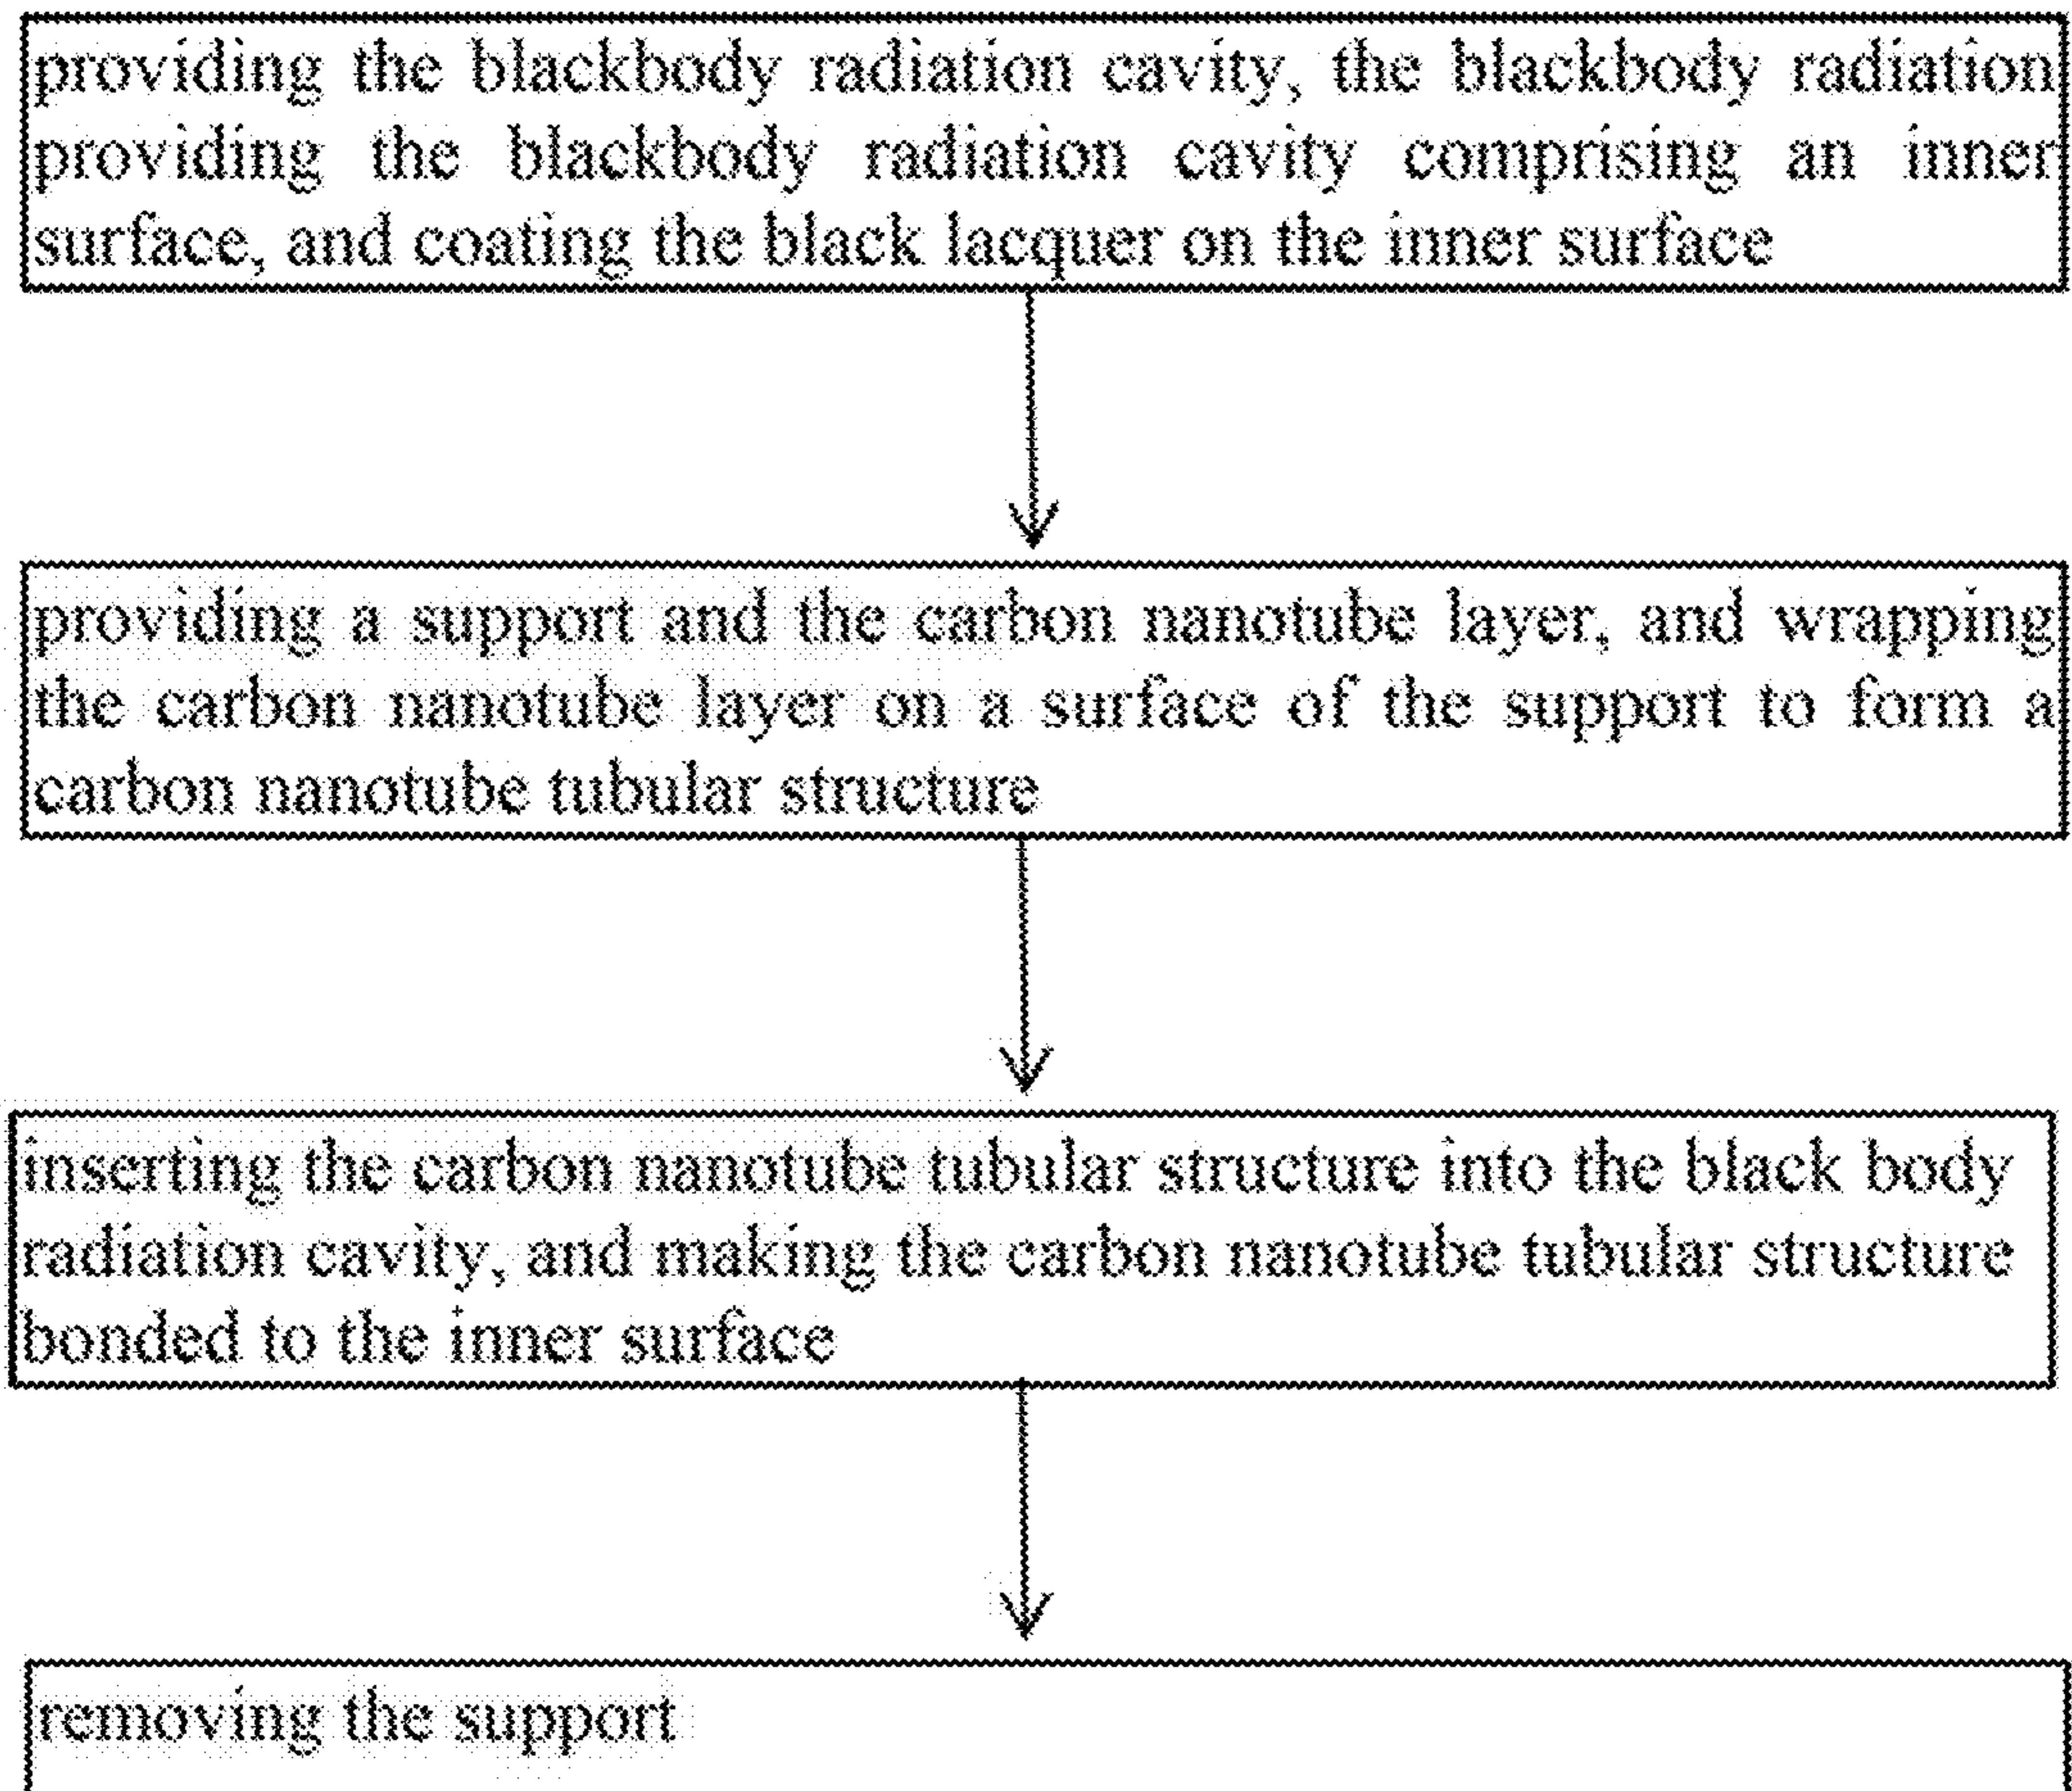 providing the blackbody radiation cavity, the blackbody radiation
providing the blackbody radiation cavity comprising an inner
surface, and coating the black lacquer on the inner surface
providing a support and the carbon nanotube layer, and wrapping
the carbon nanotube layer on a surface of the support to form a
carbon nanotube tubular structure
inserting the carbon nanotube tubular structure into the black body
radiation cavity, and making the carbon nanotube tubular structure
bonded to the inner surface
removing the support